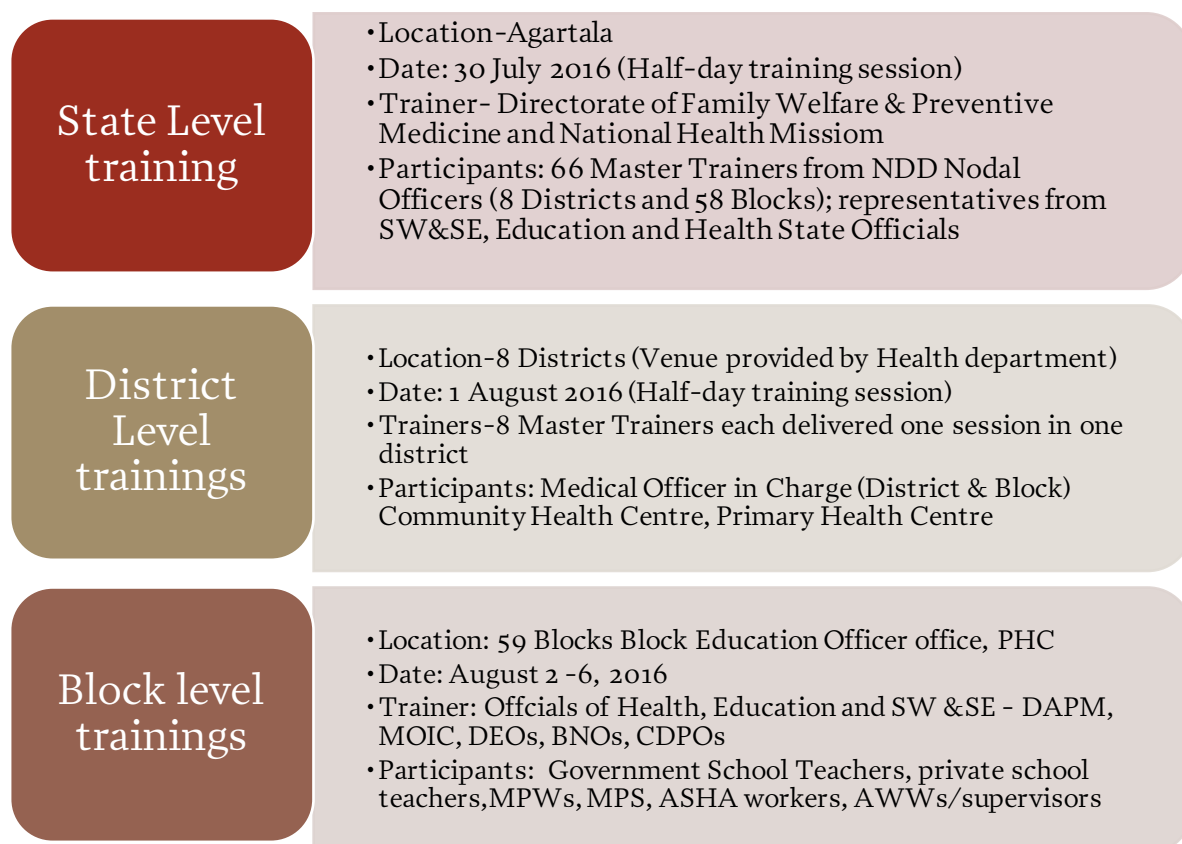 State Level
training
•Location-Agartala
•Date: 30 July 2016 (Half-day training session)
•Trainer- Directorate of Family Welfare & Preventive
Medicine and National Health Missiom
•Participants: 66 Master Trainers from NDD Nodal
Officers (8 Districts and 58 Blocks); representatives from
SW&SE, Education and Health State Officials
District
Level
trainings
•Location-8 Districts (Venue provided by Health department)
•Date: 1 August 2016 (Half-day training session)
•Trainers-8 Master Trainers each delivered one session in one
district
•Participants: Medical Officer in Charge (District & Block)
Community Health Centre, Primary Health Centre
Block level
trainings
•Location: 59 Blocks Block Education Officer office, PHC
•Date: August 2 -6, 2016
•Trainer: Offcials of Health, Education and SW &SE - DAPM,
MOIC, DEOs, BNOs, CDPOs
•Participants: Government School Teachers, private school
teachers,MPWs, MPS, ASHA workers, AWWs/supervisors